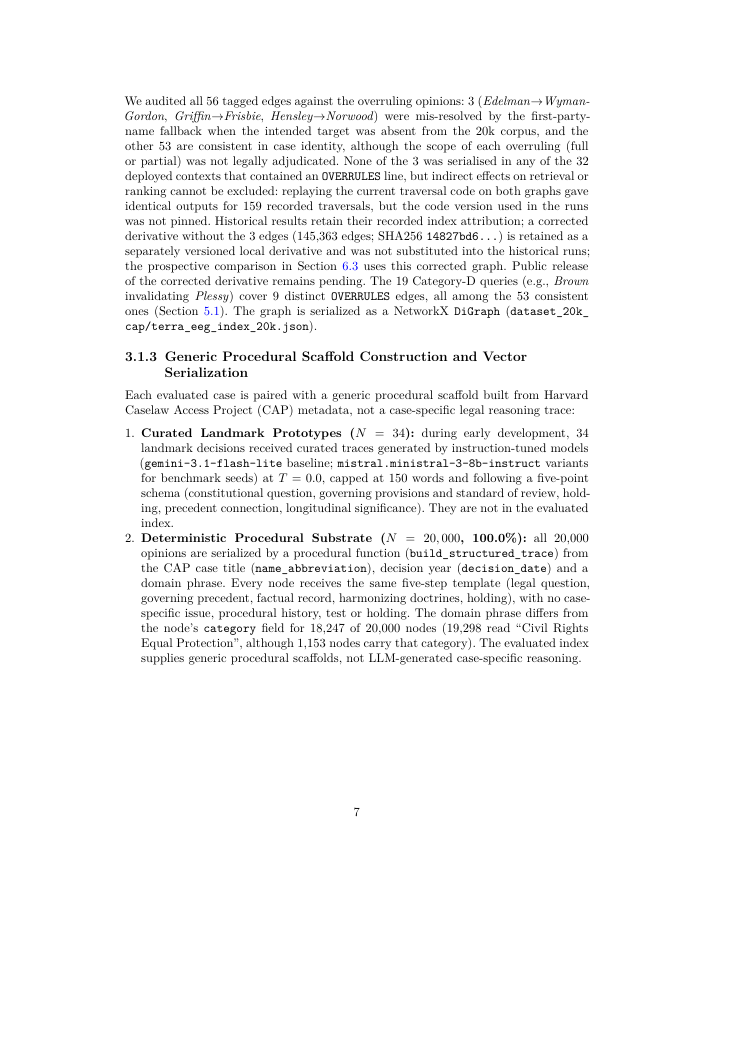 We audited all 56 tagged edges against the overruling opinions: 3 (Edelman→Wyman-
Gordon, Griffin→Frisbie, Hensley→Norwood) were mis-resolved by the first-party-
name fallback when the intended target was absent from the 20k corpus, and the
other 53 are consistent in case identity, although the scope of each overruling (full
or partial) was not legally adjudicated. None of the 3 was serialised in any of the 32
deployed contexts that contained an OVERRULES line, but indirect effects on retrieval or
ranking cannot be excluded: replaying the current traversal code on both graphs gave
identical outputs for 159 recorded traversals, but the code version used in the runs
was not pinned. Historical results retain their recorded index attribution; a corrected
derivative without the 3 edges (145,363 edges; SHA256 14827bd6...) is retained as a
separately versioned local derivative and was not substituted into the historical runs;
the prospective comparison in Section 6.3 uses this corrected graph. Public release
of the corrected derivative remains pending. The 19 Category-D queries (e.g., Brown
invalidating Plessy) cover 9 distinct OVERRULES edges, all among the 53 consistent
ones (Section 5.1). The graph is serialized as a NetworkX DiGraph (dataset_20k_
cap/terra_eeg_index_20k.json).
3.1.3 Generic Procedural Scaffold Construction and Vector
Serialization
Each evaluated case is paired with a generic procedural scaffold built from Harvard
Caselaw Access Project (CAP) metadata, not a case-specific legal reasoning trace:
1. Curated Landmark Prototypes (N = 34): during early development, 34
landmark decisions received curated traces generated by instruction-tuned models
(gemini-3.1-flash-lite baseline; mistral.ministral-3-8b-instruct variants
for benchmark seeds) at T = 0.0, capped at 150 words and following a five-point
schema (constitutional question, governing provisions and standard of review, hold-
ing, precedent connection, longitudinal significance). They are not in the evaluated
index.
2. Deterministic Procedural Substrate (N = 20,000, 100.0%): all 20,000
opinions are serialized by a procedural function (build_structured_trace) from
the CAP case title (name_abbreviation), decision year (decision_date) and a
domain phrase. Every node receives the same five-step template (legal question,
governing precedent, factual record, harmonizing doctrines, holding), with no case-
specific issue, procedural history, test or holding. The domain phrase differs from
the node's category field for 18,247 of 20,000 nodes (19,298 read “Civil Rights
Equal Protection”, although 1,153 nodes carry that category). The evaluated index
supplies generic procedural scaffolds, not LLM-generated case-specific reasoning.
7